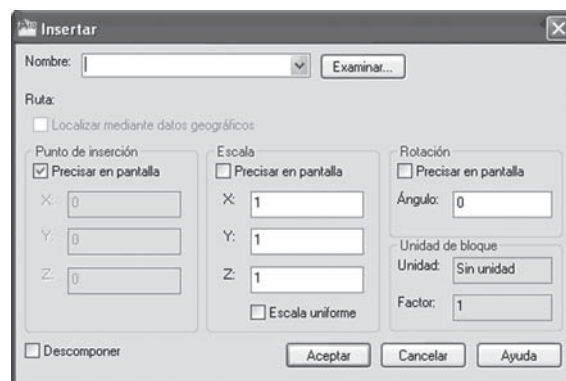 Insertar
Nombre:
Examinar...
Ruta:
Localizar mediante datos geográficos
Punto de inserción
Precisar en pantalla
X: 0
Y: 0
Z: 0
Escala
Precisar en pantalla
X: 1
Y: 1
Z: 1
Escala uniforme
Rotación
Precisar en pantalla
Ángulo: 0
Unidad de bloque
Unidad: Sin unidad
Factor: 1
Descomponer
Aceptar
Cancelar
Ayuda